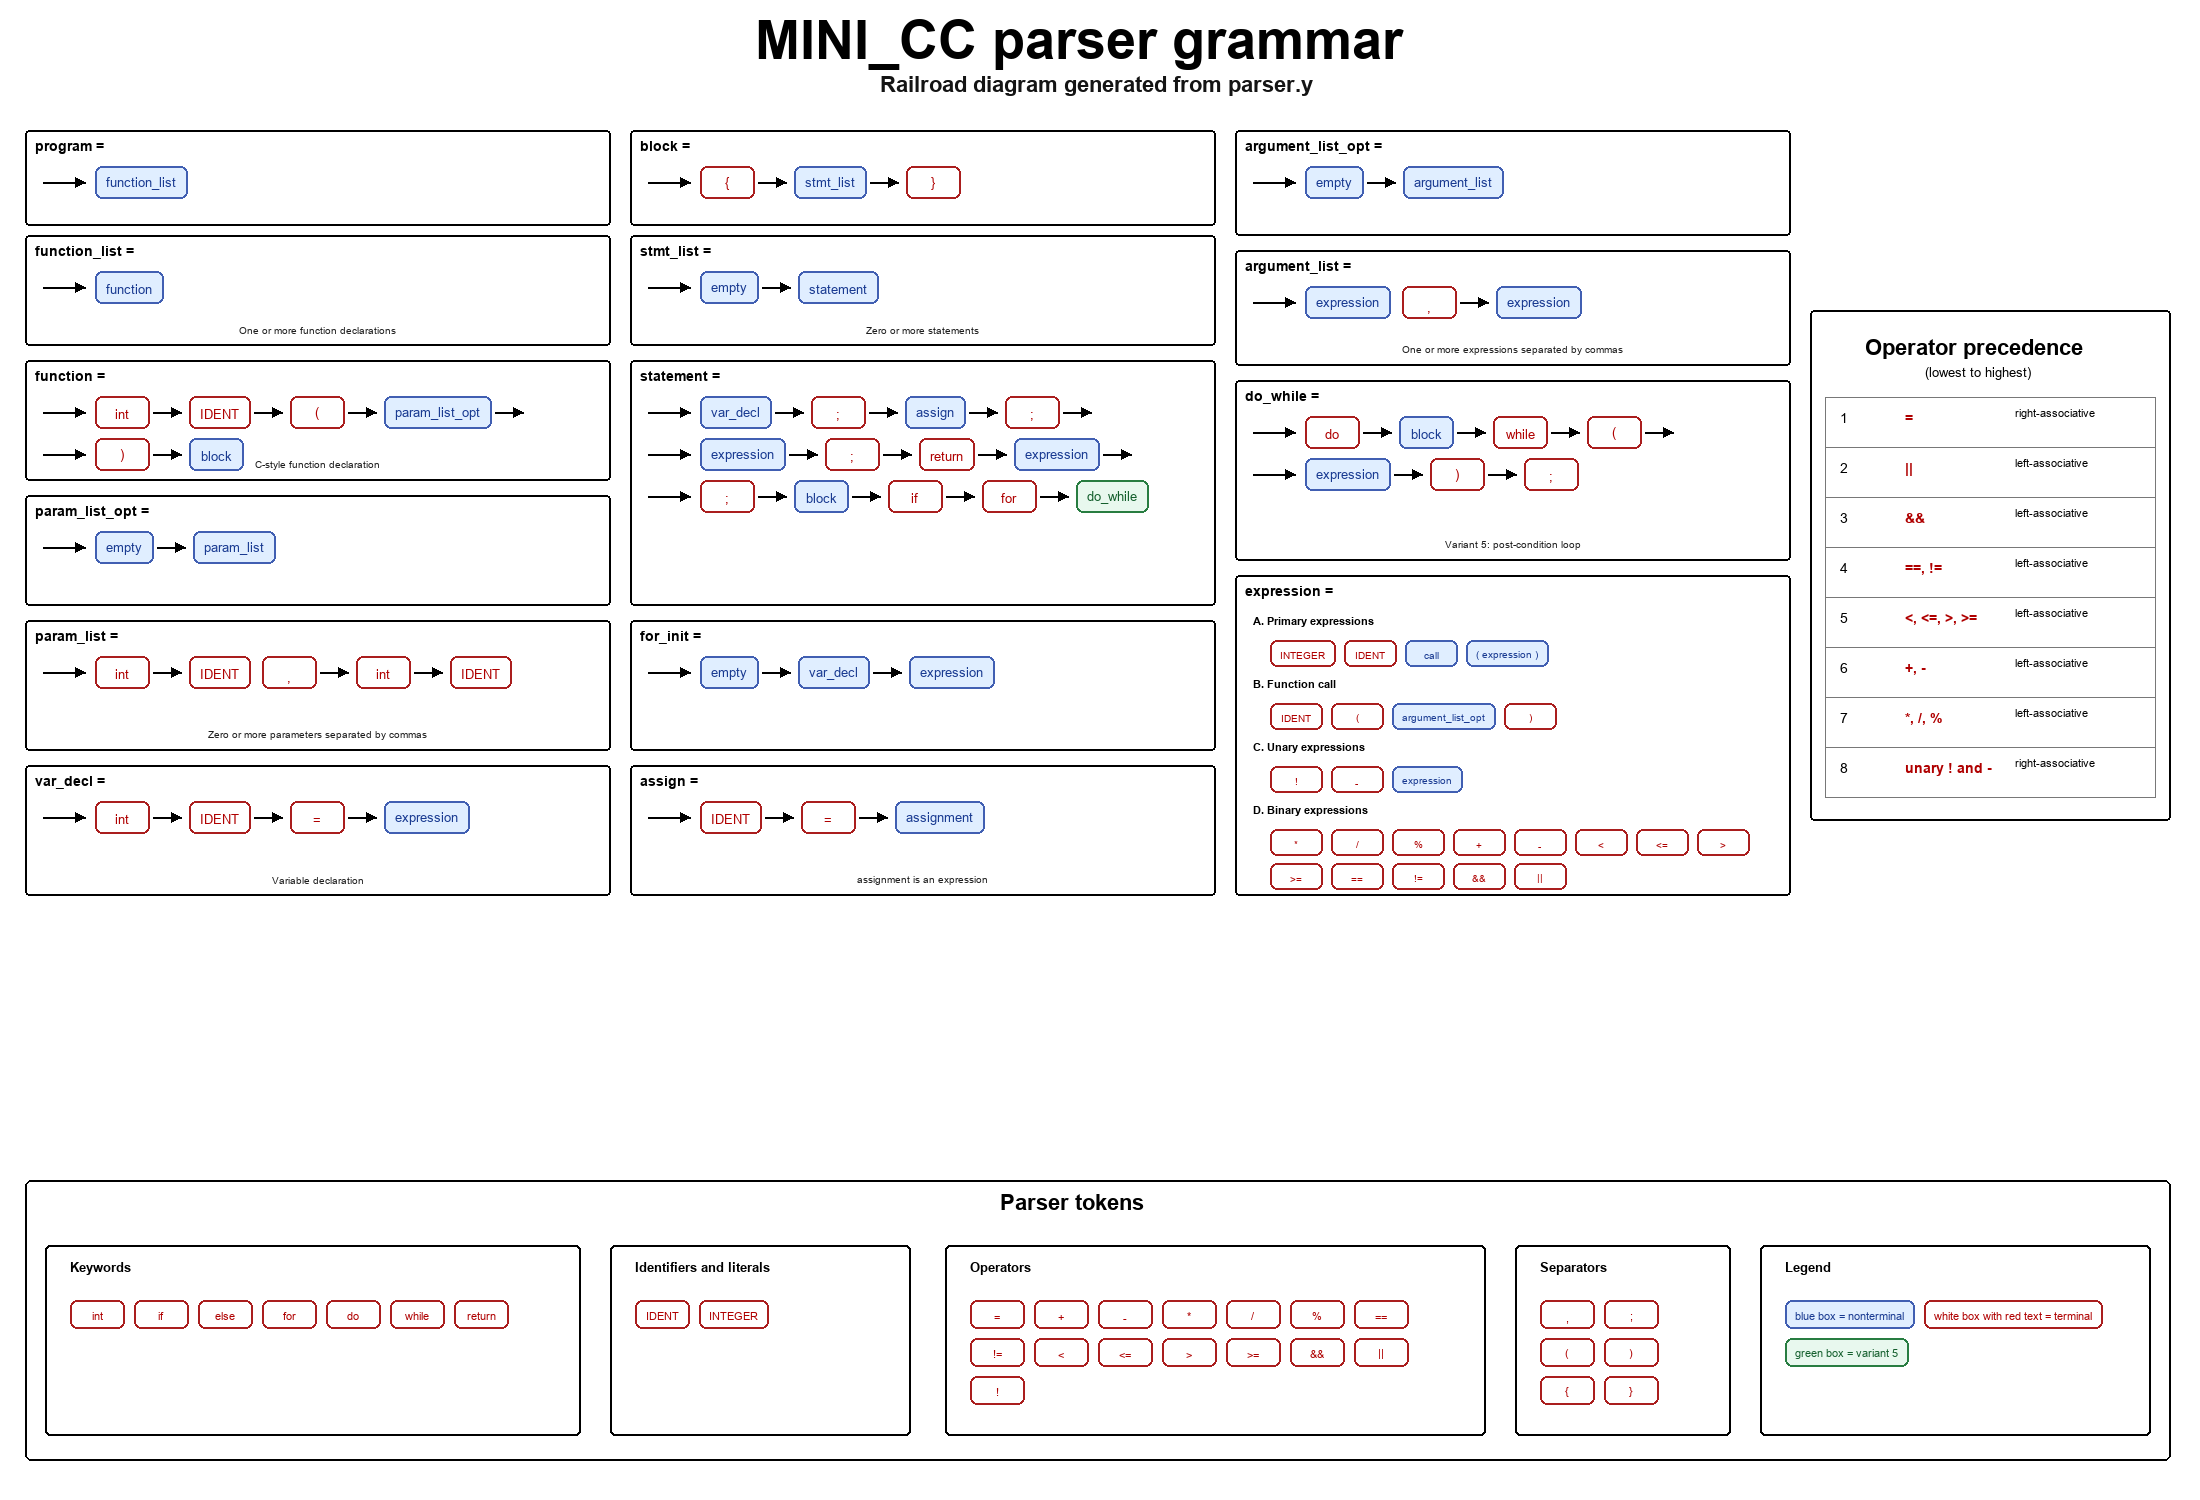 MINI_CC parser grammar
Railroad diagram generated from parser.y
program =
function_list
function_list =
function
One or more function declarations
function =
int IDENT ( param_list_opt
) block C-style function declaration
param_list_opt =
empty param_list
param_list =
int IDENT , int IDENT
Zero or more parameters separated by commas
var_decl =
int IDENT = expression
Variable declaration
block =
{ stmt_list }
stmt_list =
empty statement
Zero or more statements
statement =
var_decl ; assign ;
expression ; return expression
; block if for do_while
for_init =
empty var_decl expression
assign =
IDENT = assignment
assignment is an expression
argument_list_opt =
empty argument_list
argument_list =
expression , expression
One or more expressions separated by commas
do_while =
do block while (
expression ) ;
Variant 5: post-condition loop
expression =
A. Primary expressions
INTEGER IDENT call ( expression )
B. Function call
IDENT ( argument_list_opt )
C. Unary expressions
! - expression
D. Binary expressions
* / % + - < <= >
>= == != && ||
Operator precedence
(lowest to highest)
1 = right-associative
2 || left-associative
3 && left-associative
4 ==, != left-associative
5 <, <=, >, >= left-associative
6 +, - left-associative
7 *, /, % left-associative
8 unary ! and - right-associative
Parser tokens
Keywords
int if else for do while return
Identifiers and literals
IDENT INTEGER
Operators
= + - * / % ==
!= < <= > >= && ||
!
Separators
, ;
( )
{ }
Legend
blue box = nonterminal white box with red text = terminal
green box = variant 5